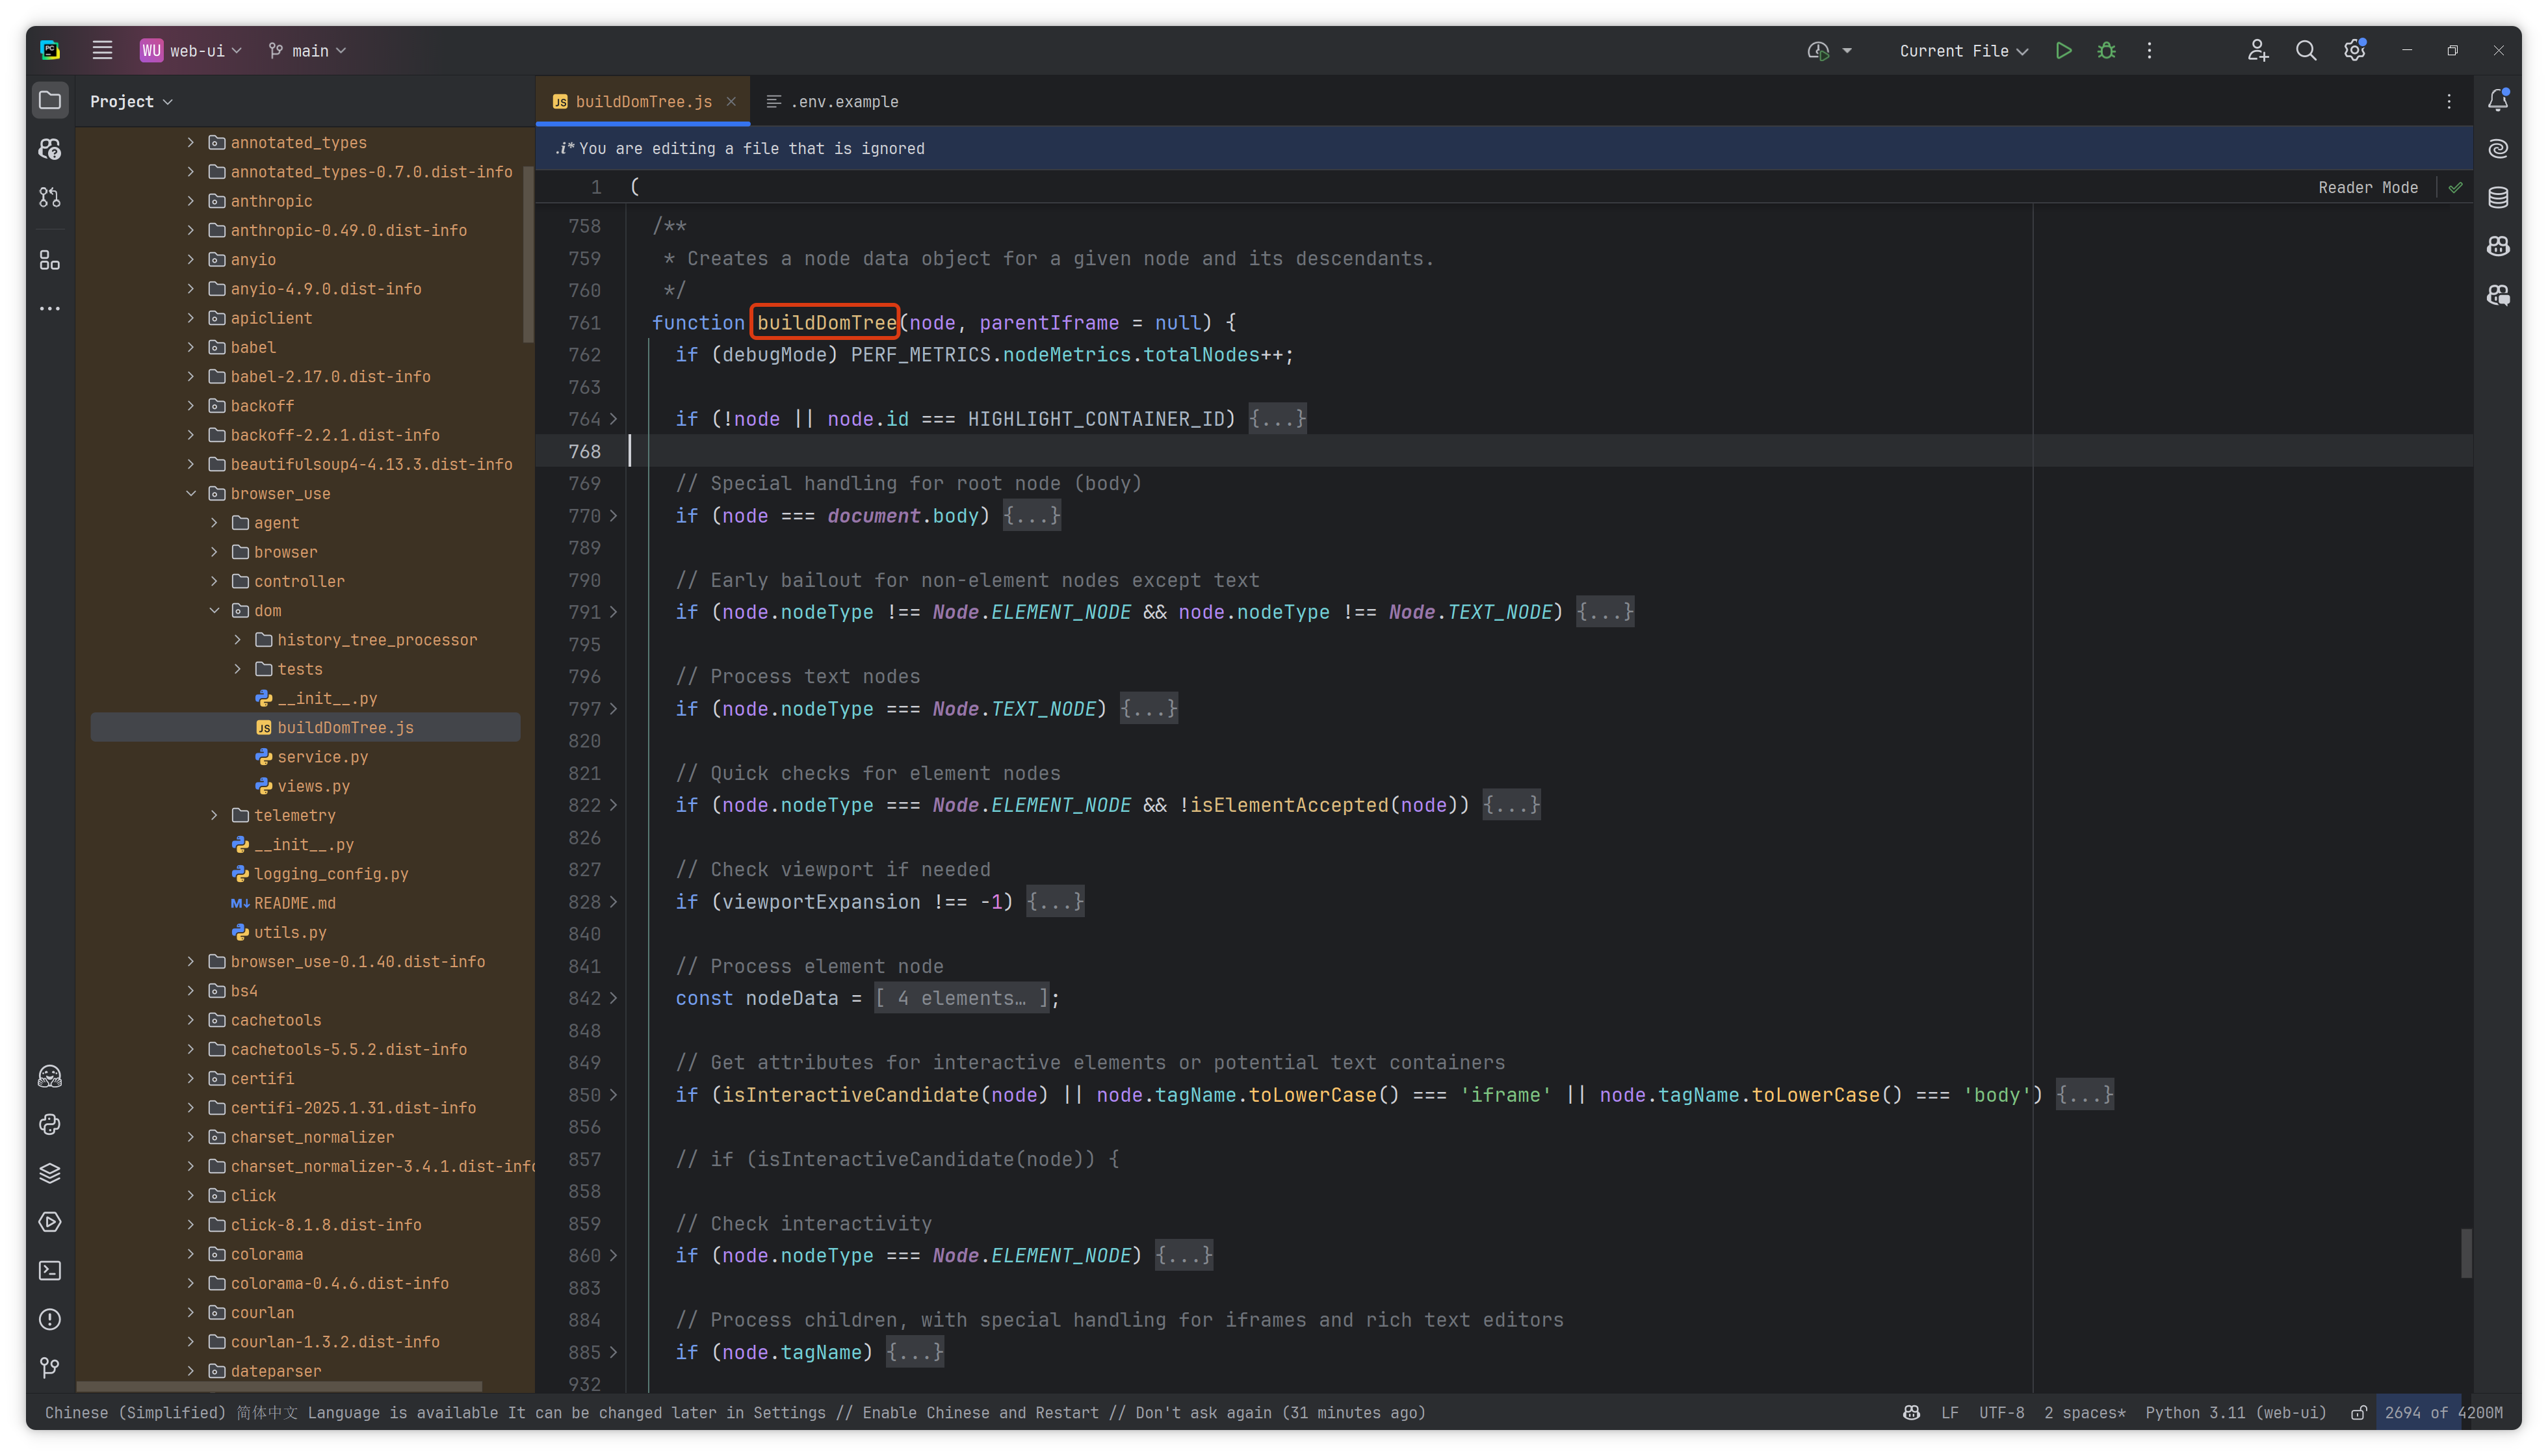 WU web-ui main Current File
Project
buildDomTree.js .env.example
.i* You are editing a file that is ignored
annotated_types
annotated_types-0.7.0.dist-info
anthropic
anthropic-0.49.0.dist-info
anyio
anyio-4.9.0.dist-info
apiclient
babel
babel-2.17.0.dist-info
backoff
backoff-2.2.1.dist-info
beautifulsoup4-4.13.3.dist-info
browser_use
agent
browser
controller
dom
history_tree_processor
tests
__init__.py
buildDomTree.js
service.py
views.py
telemetry
__init__.py
logging_config.py
README.md
utils.py
browser_use-0.1.40.dist-info
bs4
cachetools
cachetools-5.5.2.dist-info
certifi
certifi-2025.1.31.dist-info
charset_normalizer
charset_normalizer-3.4.1.dist-info
click
click-8.1.8.dist-info
colorama
colorama-0.4.6.dist-info
courlan
courlan-1.3.2.dist-info
dateparser
1 ( Reader Mode
758 /**
759 * Creates a node data object for a given node and its descendants.
760 */
761 function buildDomTree(node, parentIframe = null) {
762 if (debugMode) PERF_METRICS.nodeMetrics.totalNodes++;
763
764 if (!node || node.id === HIGHLIGHT_CONTAINER_ID) {...}
768
769 // Special handling for root node (body)
770 if (node === document.body) {...}
789
790 // Early bailout for non-element nodes except text
791 if (node.nodeType !== Node.ELEMENT_NODE && node.nodeType !== Node.TEXT_NODE) {...}
795
796 // Process text nodes
797 if (node.nodeType === Node.TEXT_NODE) {...}
820
821 // Quick checks for element nodes
822 if (node.nodeType === Node.ELEMENT_NODE && !isElementAccepted(node)) {...}
826
827 // Check viewport if needed
828 if (viewportExpansion !== -1) {...}
840
841 // Process element node
842 const nodeData = [ 4 elements… ];
848
849 // Get attributes for interactive elements or potential text containers
850 if (isInteractiveCandidate(node) || node.tagName.toLowerCase() === 'iframe' || node.tagName.toLowerCase() === 'body') {...}
856
857 // if (isInteractiveCandidate(node)) {
858
859 // Check interactivity
860 if (node.nodeType === Node.ELEMENT_NODE) {...}
883
884 // Process children, with special handling for iframes and rich text editors
885 if (node.tagName) {...}
932
Chinese (Simplified) 简体中文 Language is available It can be changed later in Settings // Enable Chinese and Restart // Don't ask again (31 minutes ago) LF UTF-8 2 spaces* Python 3.11 (web-ui) 2694 of 4200M